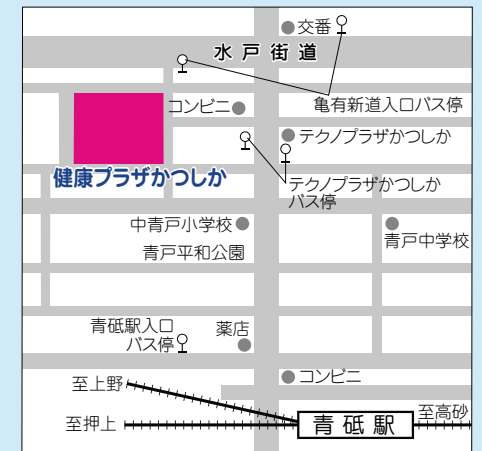 交番
水戸街道
コンビニ
亀有新道入口バス停
テクノプラザかつしか
健康プラザかつしか
テクノプラザかつしか
バス停
中青戸小学校
青戸中学校
青戸平和公園
青砥駅入口
バス停
薬店
コンビニ
至上野
至高砂
至押上
青砥駅